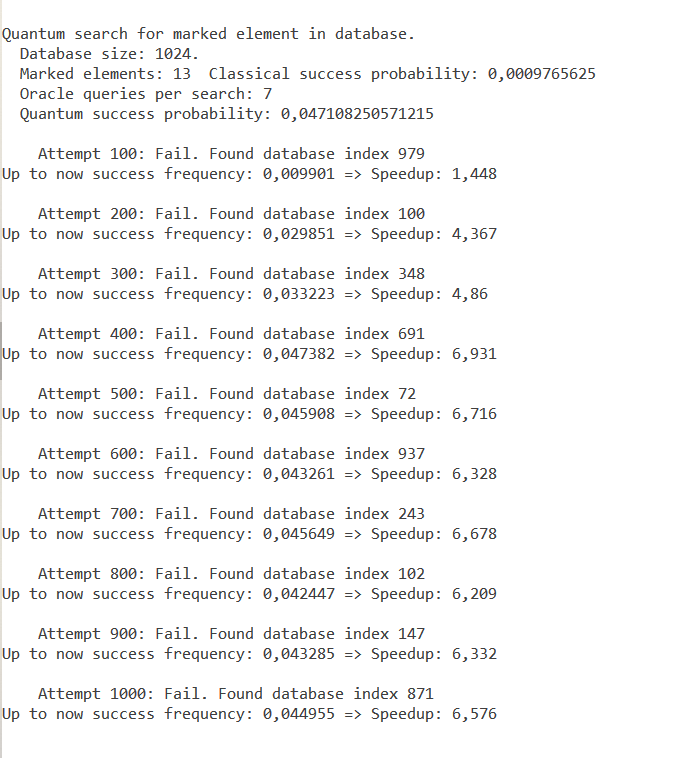 Quantum search for marked element in database.
Database size: 1024.
Marked elements: 13  Classical success probability: 0,0009765625
Oracle queries per search: 7
Quantum success probability: 0,047108250571215
Attempt 100: Fail. Found database index 979
Up to now success frequency: 0,009901 => Speedup: 1,448
Attempt 200: Fail. Found database index 100
Up to now success frequency: 0,029851 => Speedup: 4,367
Attempt 300: Fail. Found database index 348
Up to now success frequency: 0,033223 => Speedup: 4,86
Attempt 400: Fail. Found database index 691
Up to now success frequency: 0,047382 => Speedup: 6,931
Attempt 500: Fail. Found database index 72
Up to now success frequency: 0,045908 => Speedup: 6,716
Attempt 600: Fail. Found database index 937
Up to now success frequency: 0,043261 => Speedup: 6,328
Attempt 700: Fail. Found database index 243
Up to now success frequency: 0,045649 => Speedup: 6,678
Attempt 800: Fail. Found database index 102
Up to now success frequency: 0,042447 => Speedup: 6,209
Attempt 900: Fail. Found database index 147
Up to now success frequency: 0,043285 => Speedup: 6,332
Attempt 1000: Fail. Found database index 871
Up to now success frequency: 0,044955 => Speedup: 6,576